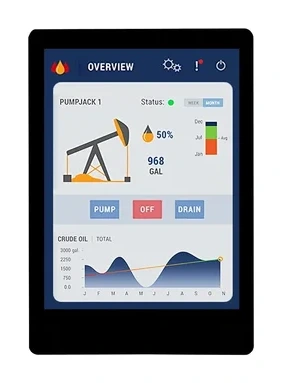 OVERVIEW !
PUMPJACK 1 Status: WEEK MONTH
50%
968
GAL
Dec
Jul Avg
Jan
PUMP OFF DRAIN
CRUDE OIL TOTAL
3000 gal.
2250
1500
750
0.0
J F M A M J J A S O N